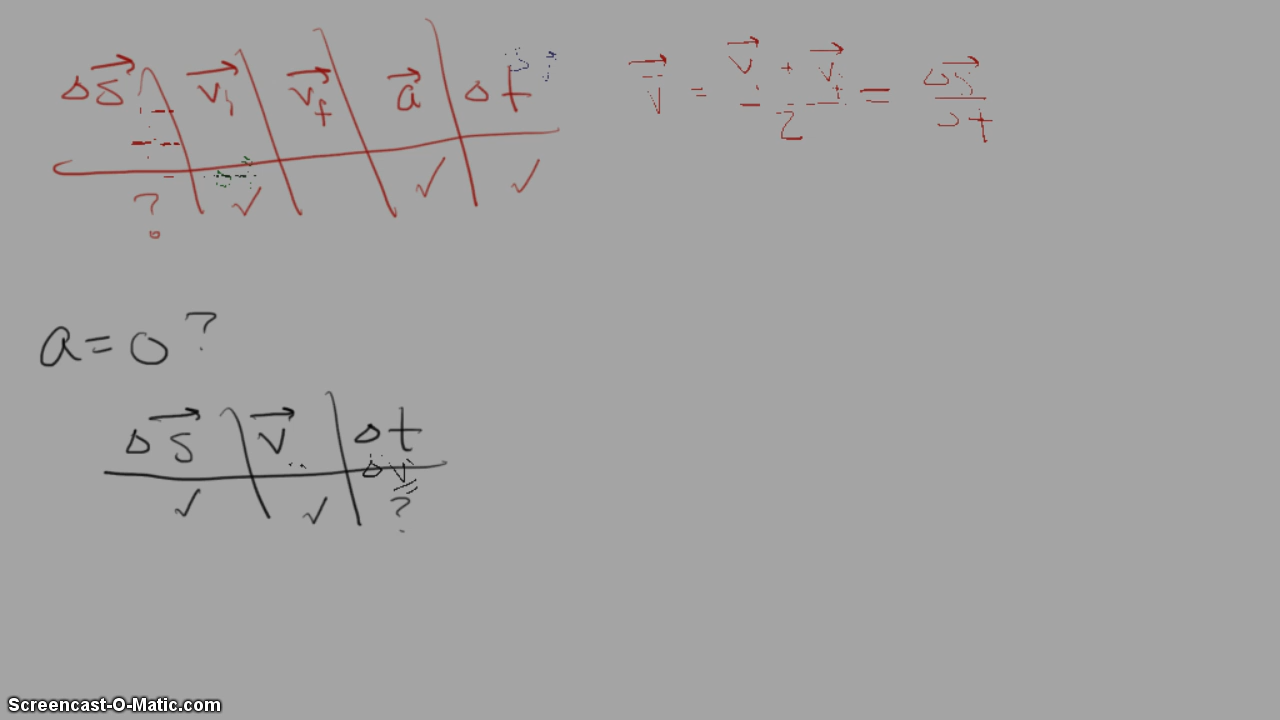 Δs⃗ | v⃗ᵢ | v⃗f | a⃗ | Δt
? | ✓ | | ✓ | ✓
v⃗ = (v⃗ᵢ + v⃗f)/2 = Δs⃗/Δt
a = 0 ?
Δs⃗ | v⃗ | Δt
✓ | ✓ | ?
Screencast-O-Matic.com